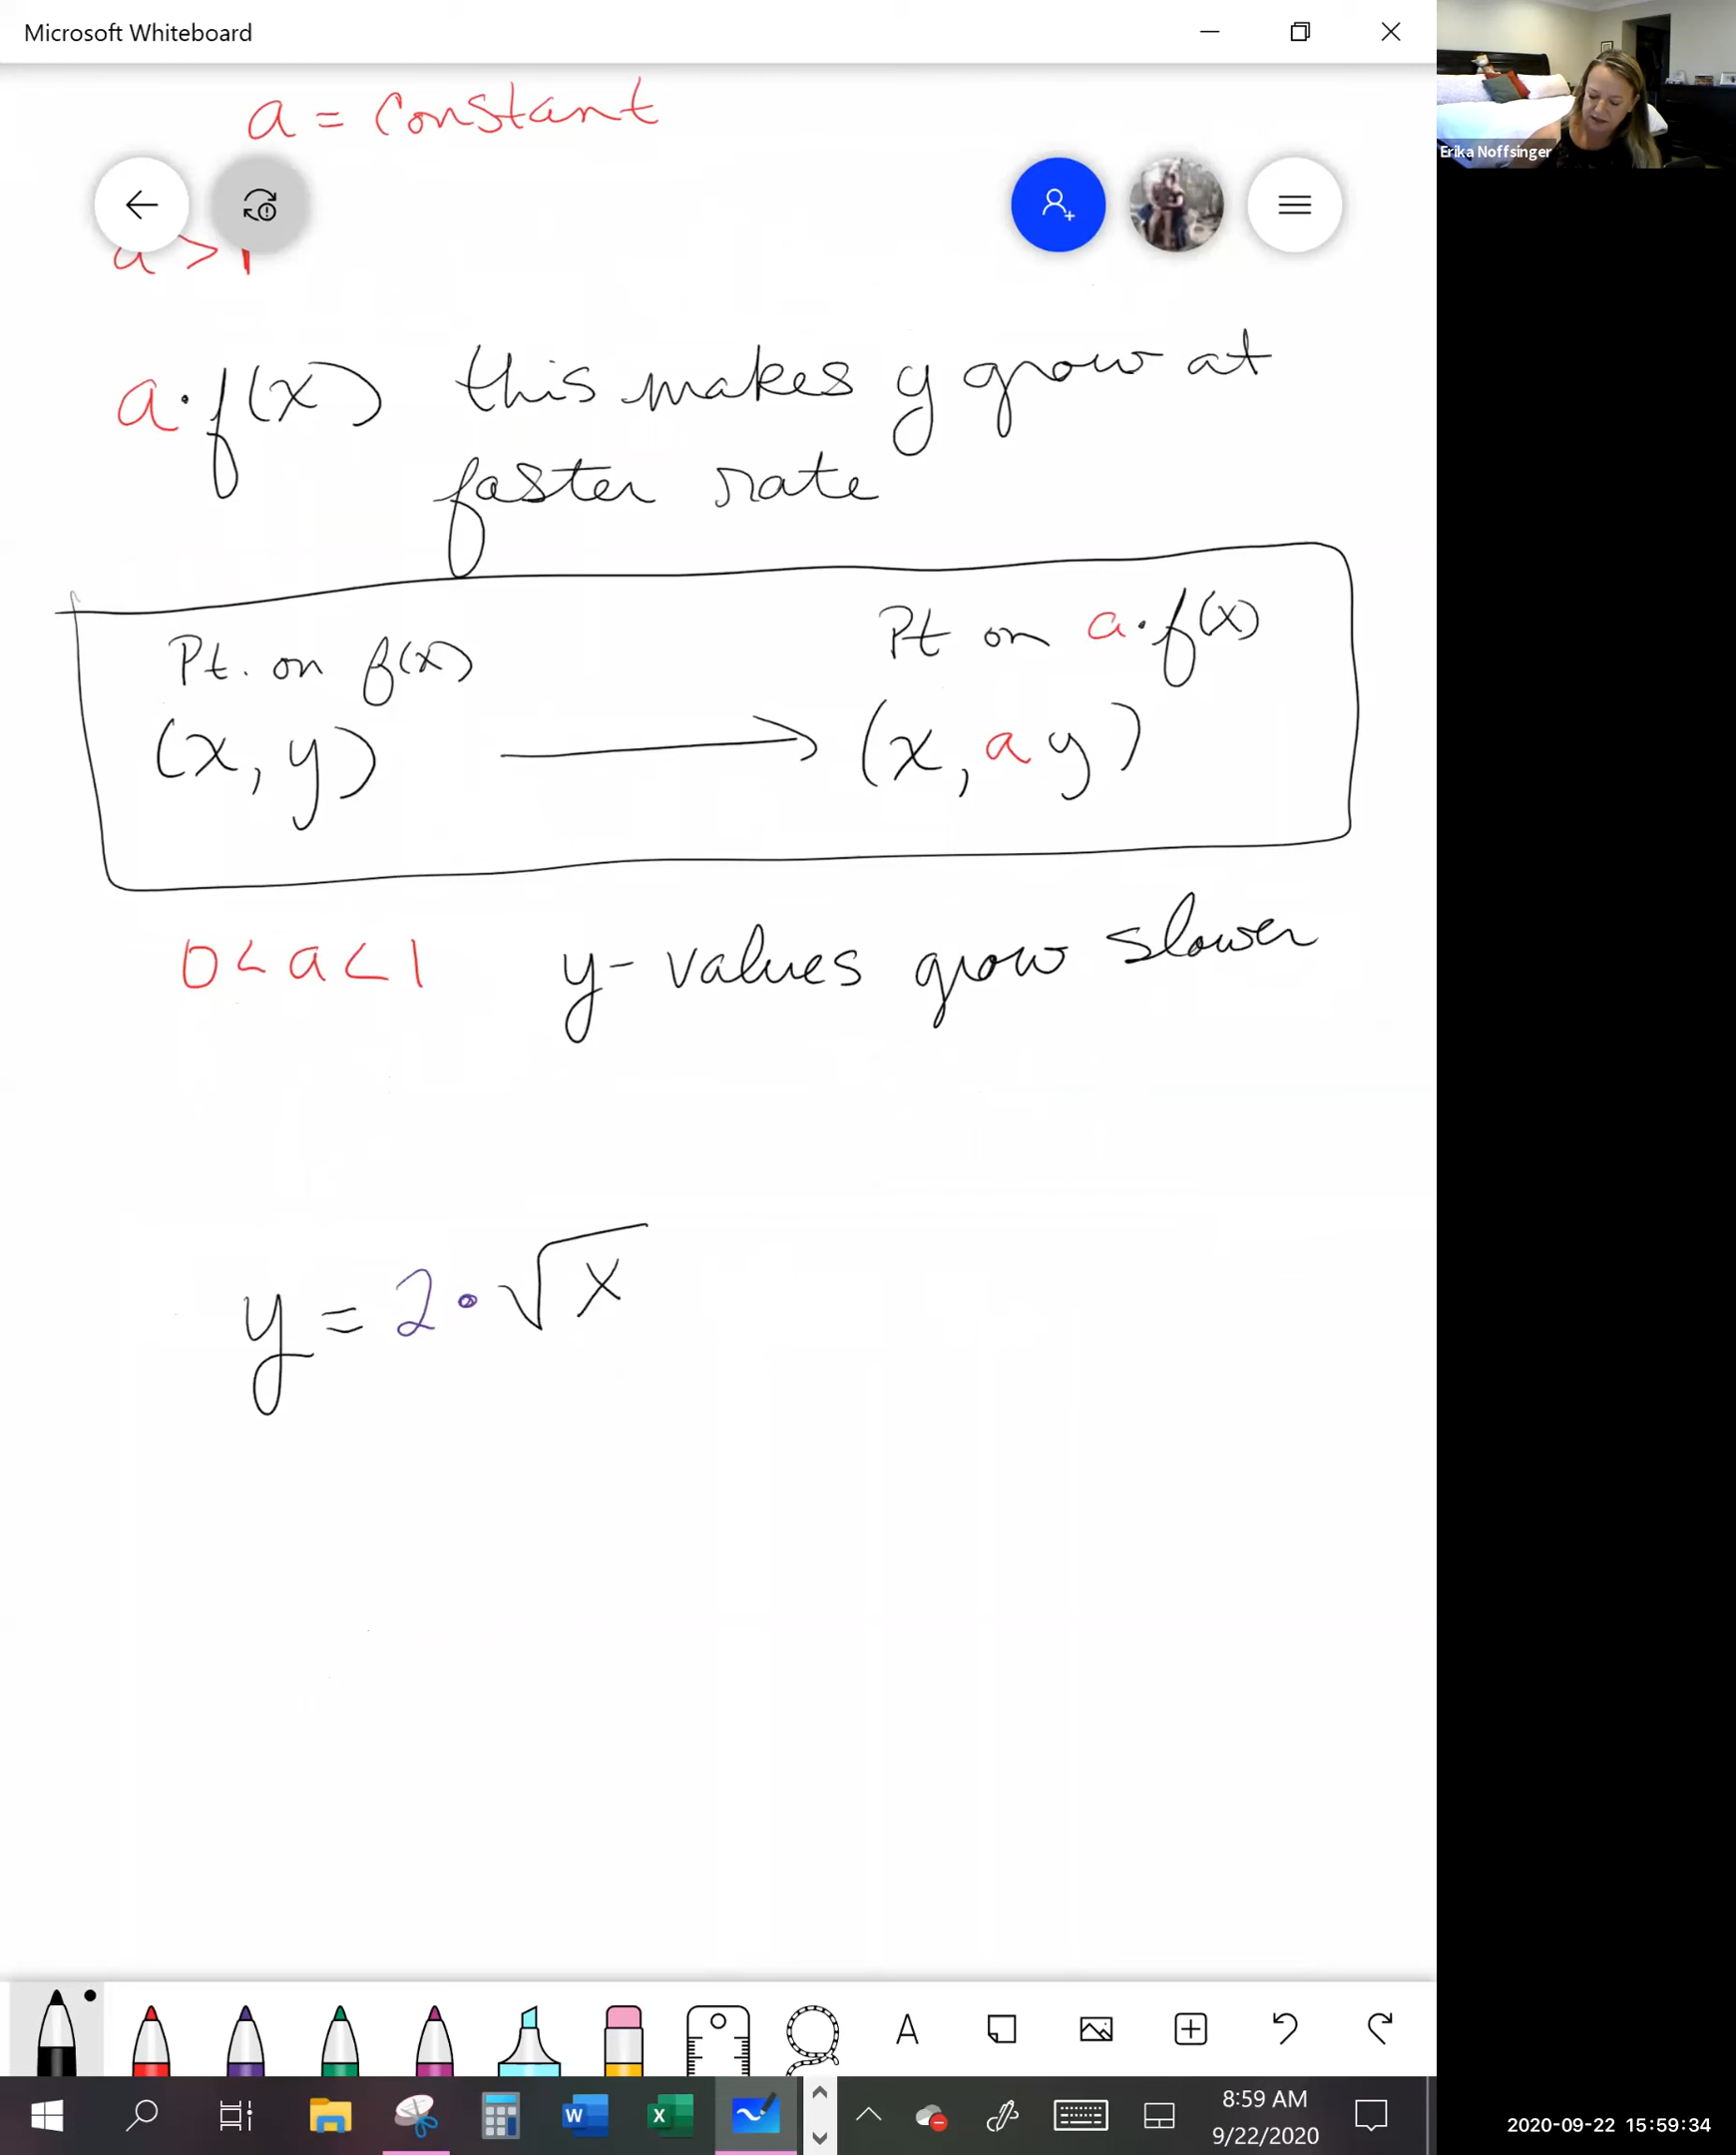 Microsoft Whiteboard
a = constant
a > 1
a · f(x) this makes y grow at
faster rate
Pt. on f(x)
Pt on a · f(x)
(x, y) ⟶ (x, ay)
0 < a < 1 y-values grow slower
y = 2 · √x
Erika Noffsinger
A
W
X
8:59 AM
9/22/2020
2020-09-22 15:59:34